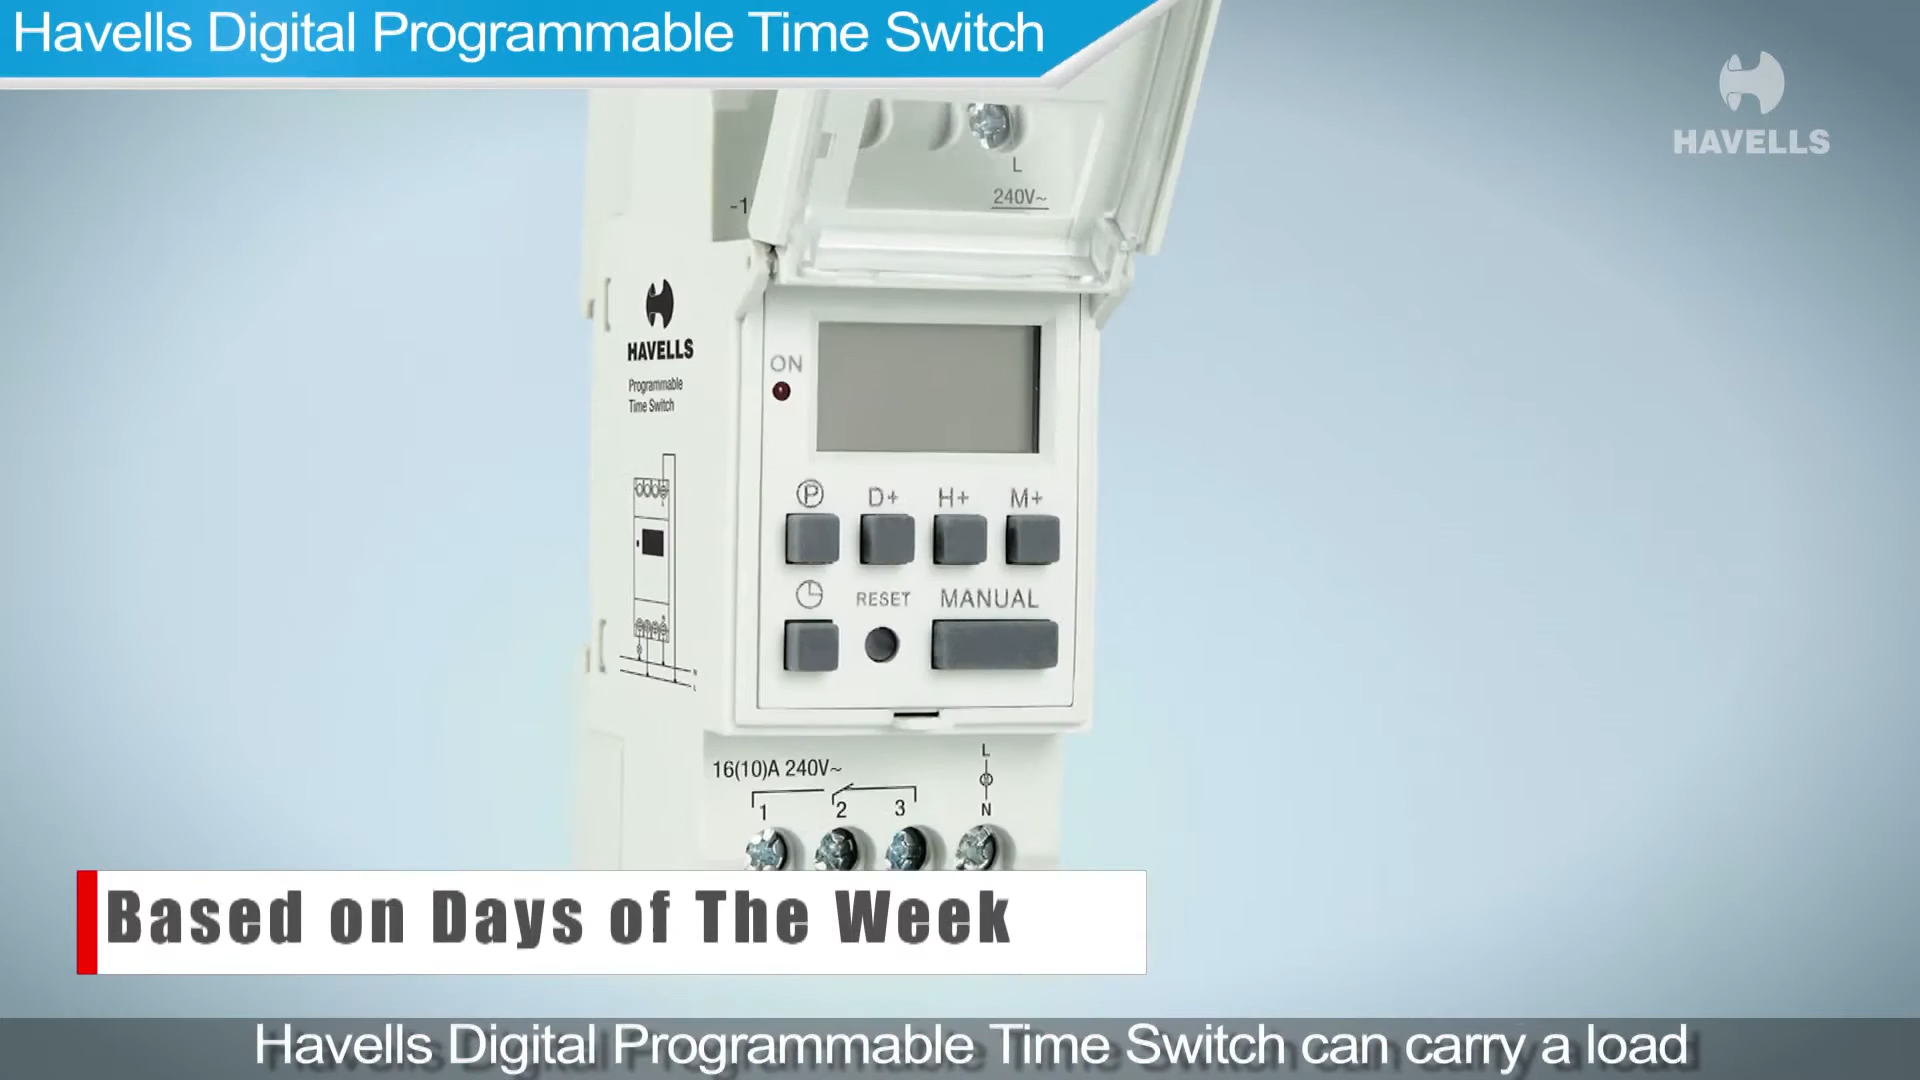 Havells Digital Programmable Time Switch
HAVELLS
L
240V~
-1
HAVELLS
Programmable
Time Switch
ON
P D+ H+ M+
RESET MANUAL
L
16(10)A 240V~
1 2 3 N
N
L
Based on Days of The Week
Havells Digital Programmable Time Switch can carry a load